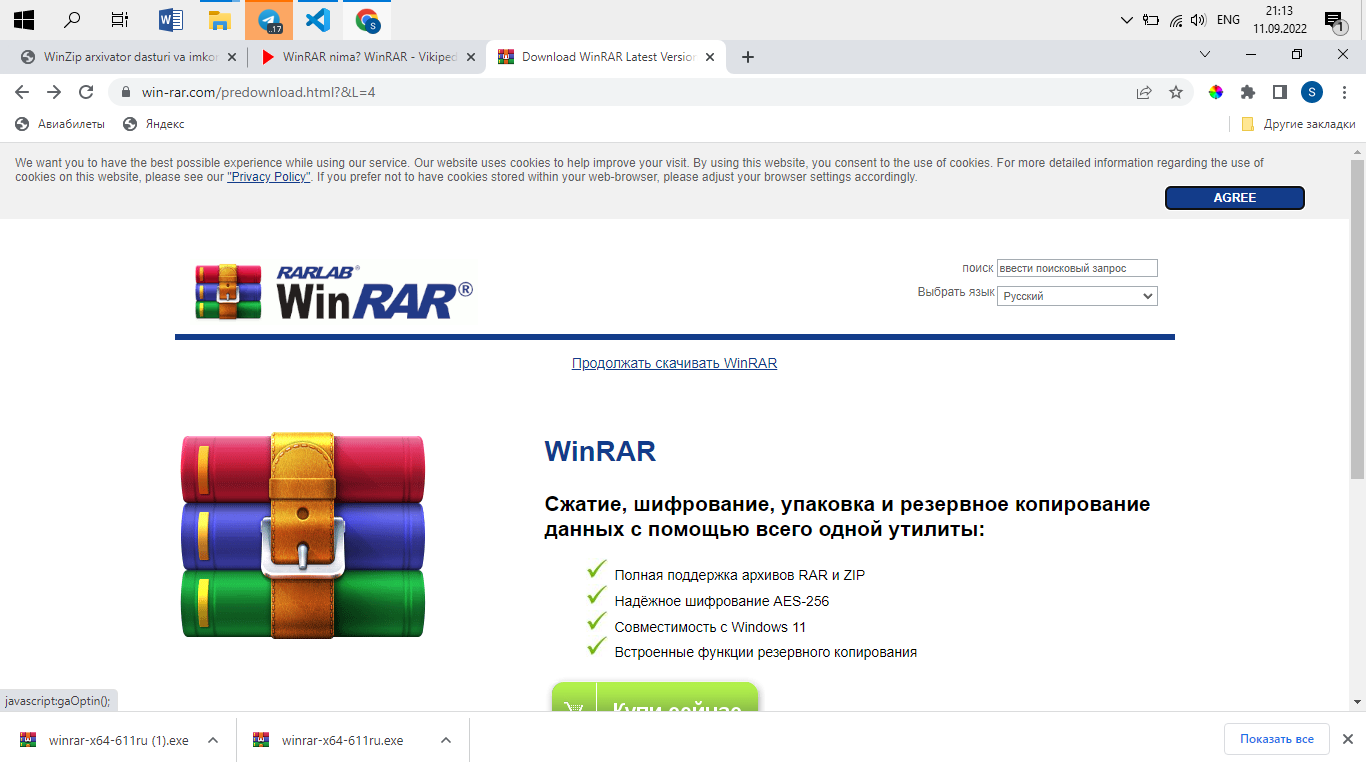 ..17
S
ENG
21:13
11.09.2022
1
WinZip arxivator dasturi va imkon
WinRAR nima? WinRAR - Vikiped
Download WinRAR Latest Version
win-rar.com/predownload.html?&L=4
S
Авиабилеты
Яндекс
Другие закладки
We want you to have the best possible experience while using our service. Our website uses cookies to help improve your visit. By using this website, you consent to the use of cookies. For more detailed information regarding the use of
cookies on this website, please see our "Privacy Policy". If you prefer not to have cookies stored within your web-browser, please adjust your browser settings accordingly.
AGREE
RARLAB®
WinRAR®
поиск ввести поисковый запрос
Выбрать язык Русский
Продолжать скачивать WinRAR
WinRAR
Сжатие, шифрование, упаковка и резервное копирование
данных с помощью всего одной утилиты:
Полная поддержка архивов RAR и ZIP
Надёжное шифрование AES-256
Совместимость с Windows 11
Встроенные функции резервного копирования
Купи сейчас
javascript:gaOptin();
winrar-x64-611ru (1).exe
winrar-x64-611ru.exe
Показать все